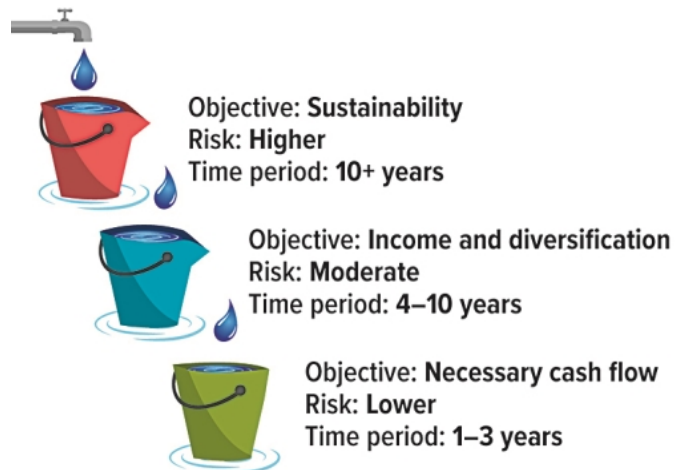 Objective: Sustainability
Risk: Higher
Time period: 10+ years
Objective: Income and diversification
Risk: Moderate
Time period: 4–10 years
Objective: Necessary cash flow
Risk: Lower
Time period: 1–3 years